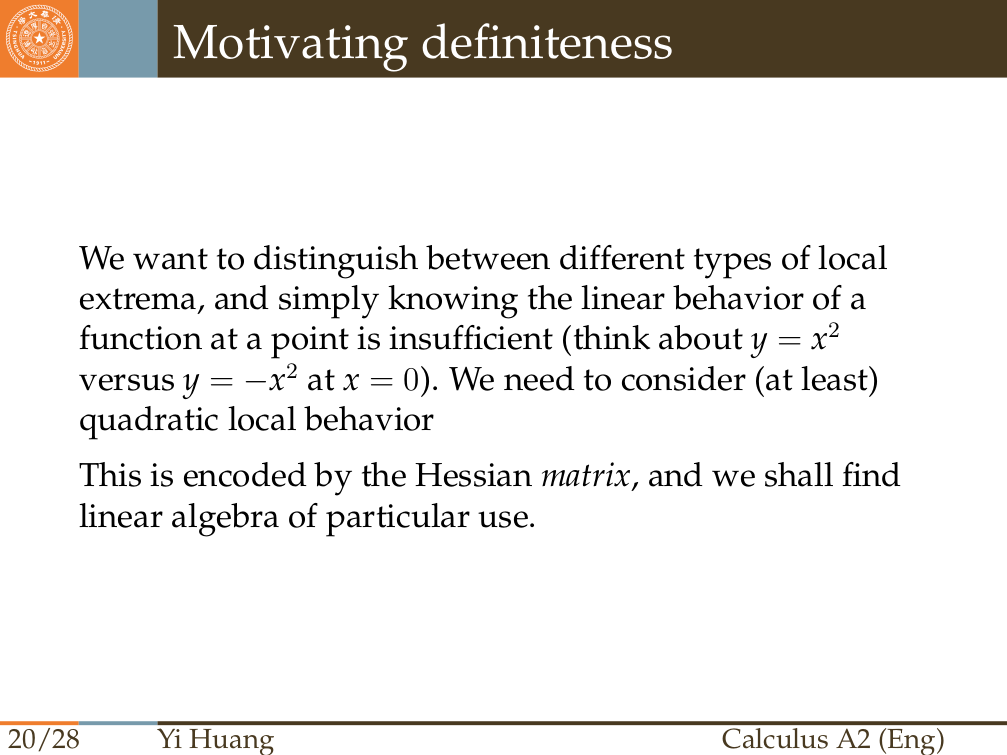 Motivating definiteness
We want to distinguish between different types of local
extrema, and simply knowing the linear behavior of a
function at a point is insufficient (think about y = x²
versus y = −x² at x = 0). We need to consider (at least)
quadratic local behavior
This is encoded by the Hessian matrix, and we shall find
linear algebra of particular use.
20/28 Yi Huang Calculus A2 (Eng)